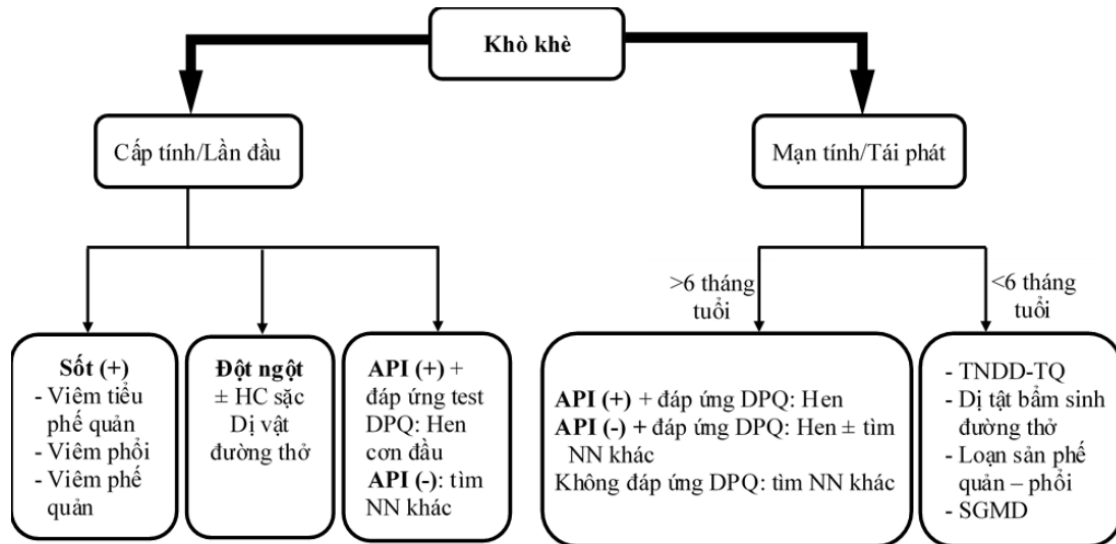 Khò khè
Cấp tính/Lần đầu
Mạn tính/Tái phát
>6 tháng
tuổi
<6 tháng
tuổi
Sốt (+)
- Viêm tiểu
phế quản
- Viêm phổi
- Viêm phế
quản
Đột ngột
± HC sặc
Dị vật
đường thở
API (+) +
đáp ứng test
DPQ: Hen
cơn đầu
API (-): tìm
NN khác
API (+) + đáp ứng DPQ: Hen
API (-) + đáp ứng DPQ: Hen ± tìm
NN khác
Không đáp ứng DPQ: tìm NN khác
- TNDD-TQ
- Dị tật bẩm sinh
đường thở
- Loạn sản phế
quản – phổi
- SGMD